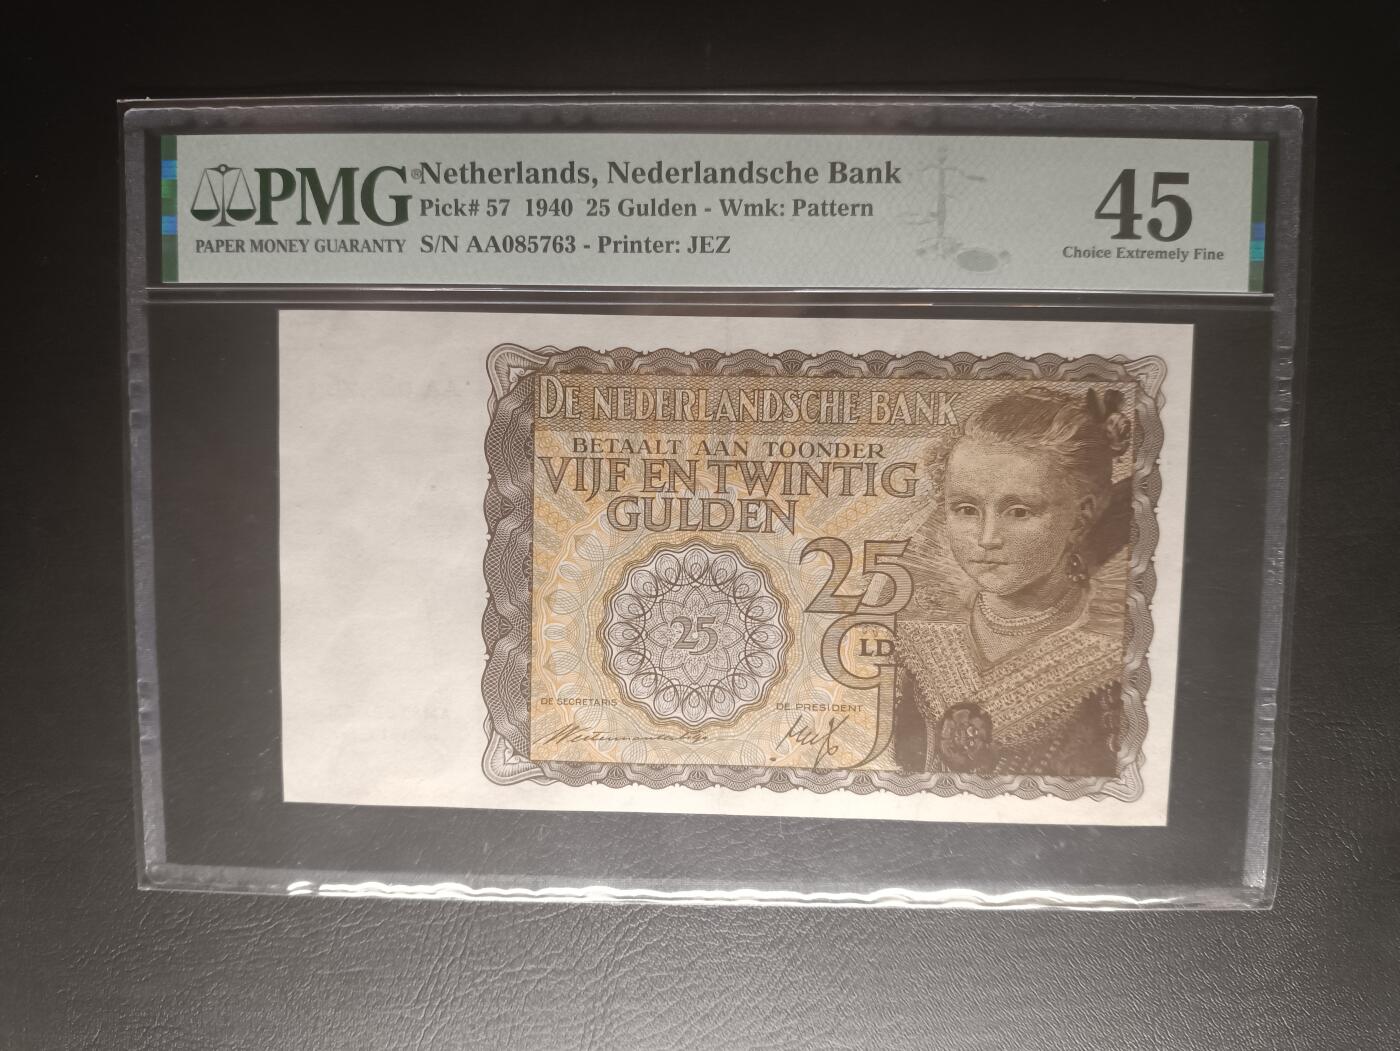 PMG®
PAPER MONEY GUARANTY
Netherlands, Nederlandsche Bank
Pick# 57 1940 25 Gulden - Wmk: Pattern
S/N AA085763 - Printer: JEZ
45
Choice Extremely Fine
DE NEDERLANDSCHE BANK
BETAALT AAN TOONDER
VIJF EN TWINTIG
GULDEN
25
GLD
25
DE SECRETARIS
DE PRESIDENT